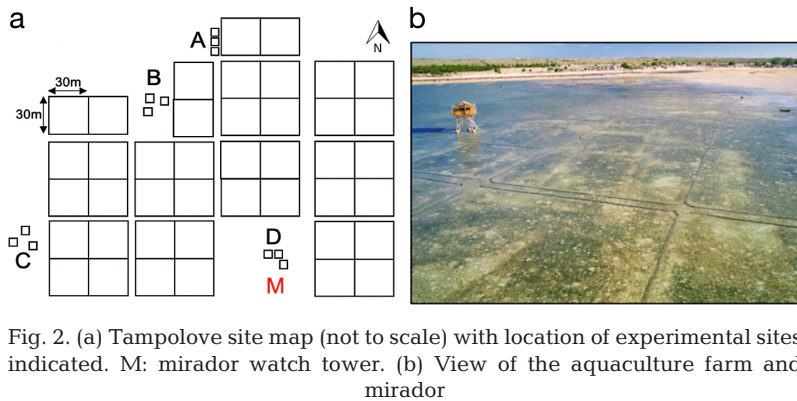 a
b
A
N
B
30m
30m
C
D
M
Fig. 2. (a) Tampolove site map (not to scale) with location of experimental sites
indicated. M: mirador watch tower. (b) View of the aquaculture farm and
mirador